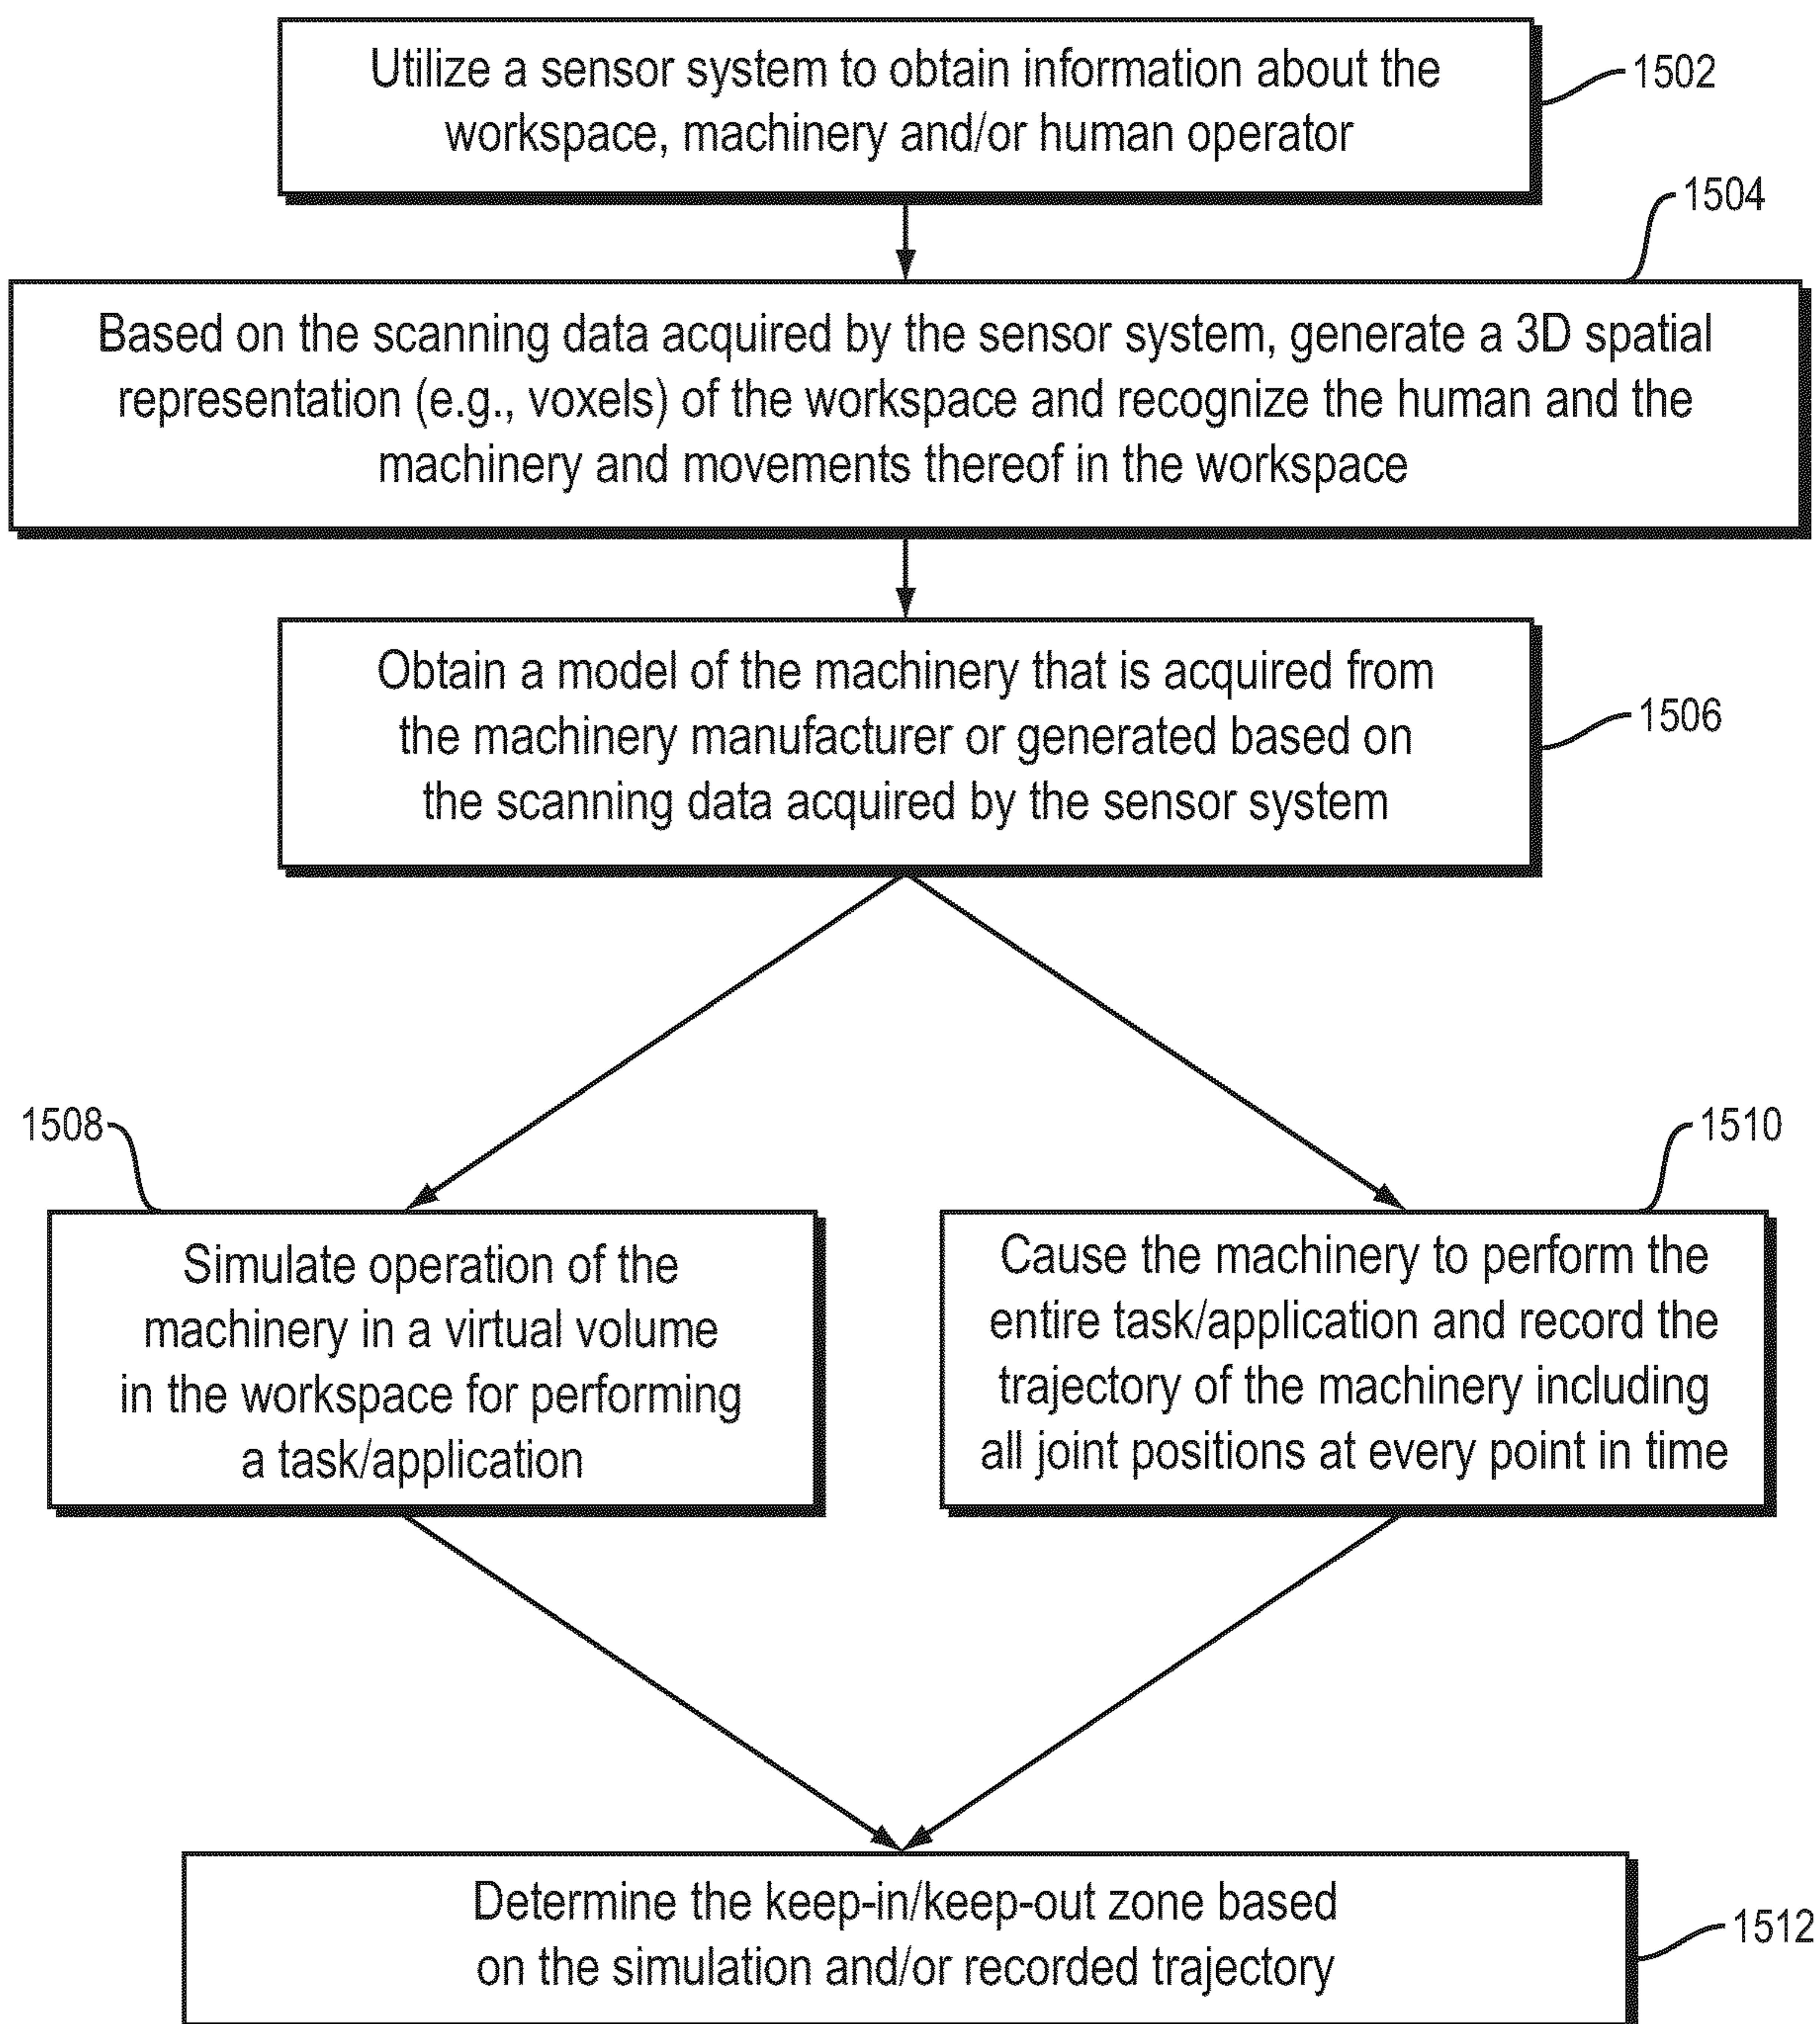 Utilize a sensor system to obtain information about the
workspace, machinery and/or human operator
1502
1504
Based on the scanning data acquired by the sensor system, generate a 3D spatial
representation (e.g., voxels) of the workspace and recognize the human and the
machinery and movements thereof in the workspace
Obtain a model of the machinery that is acquired from
the machinery manufacturer or generated based on
the scanning data acquired by the sensor system
1506
1508
Simulate operation of the
machinery in a virtual volume
in the workspace for performing
a task/application
1510
Cause the machinery to perform the
entire task/application and record the
trajectory of the machinery including
all joint positions at every point in time
Determine the keep-in/keep-out zone based
on the simulation and/or recorded trajectory
1512